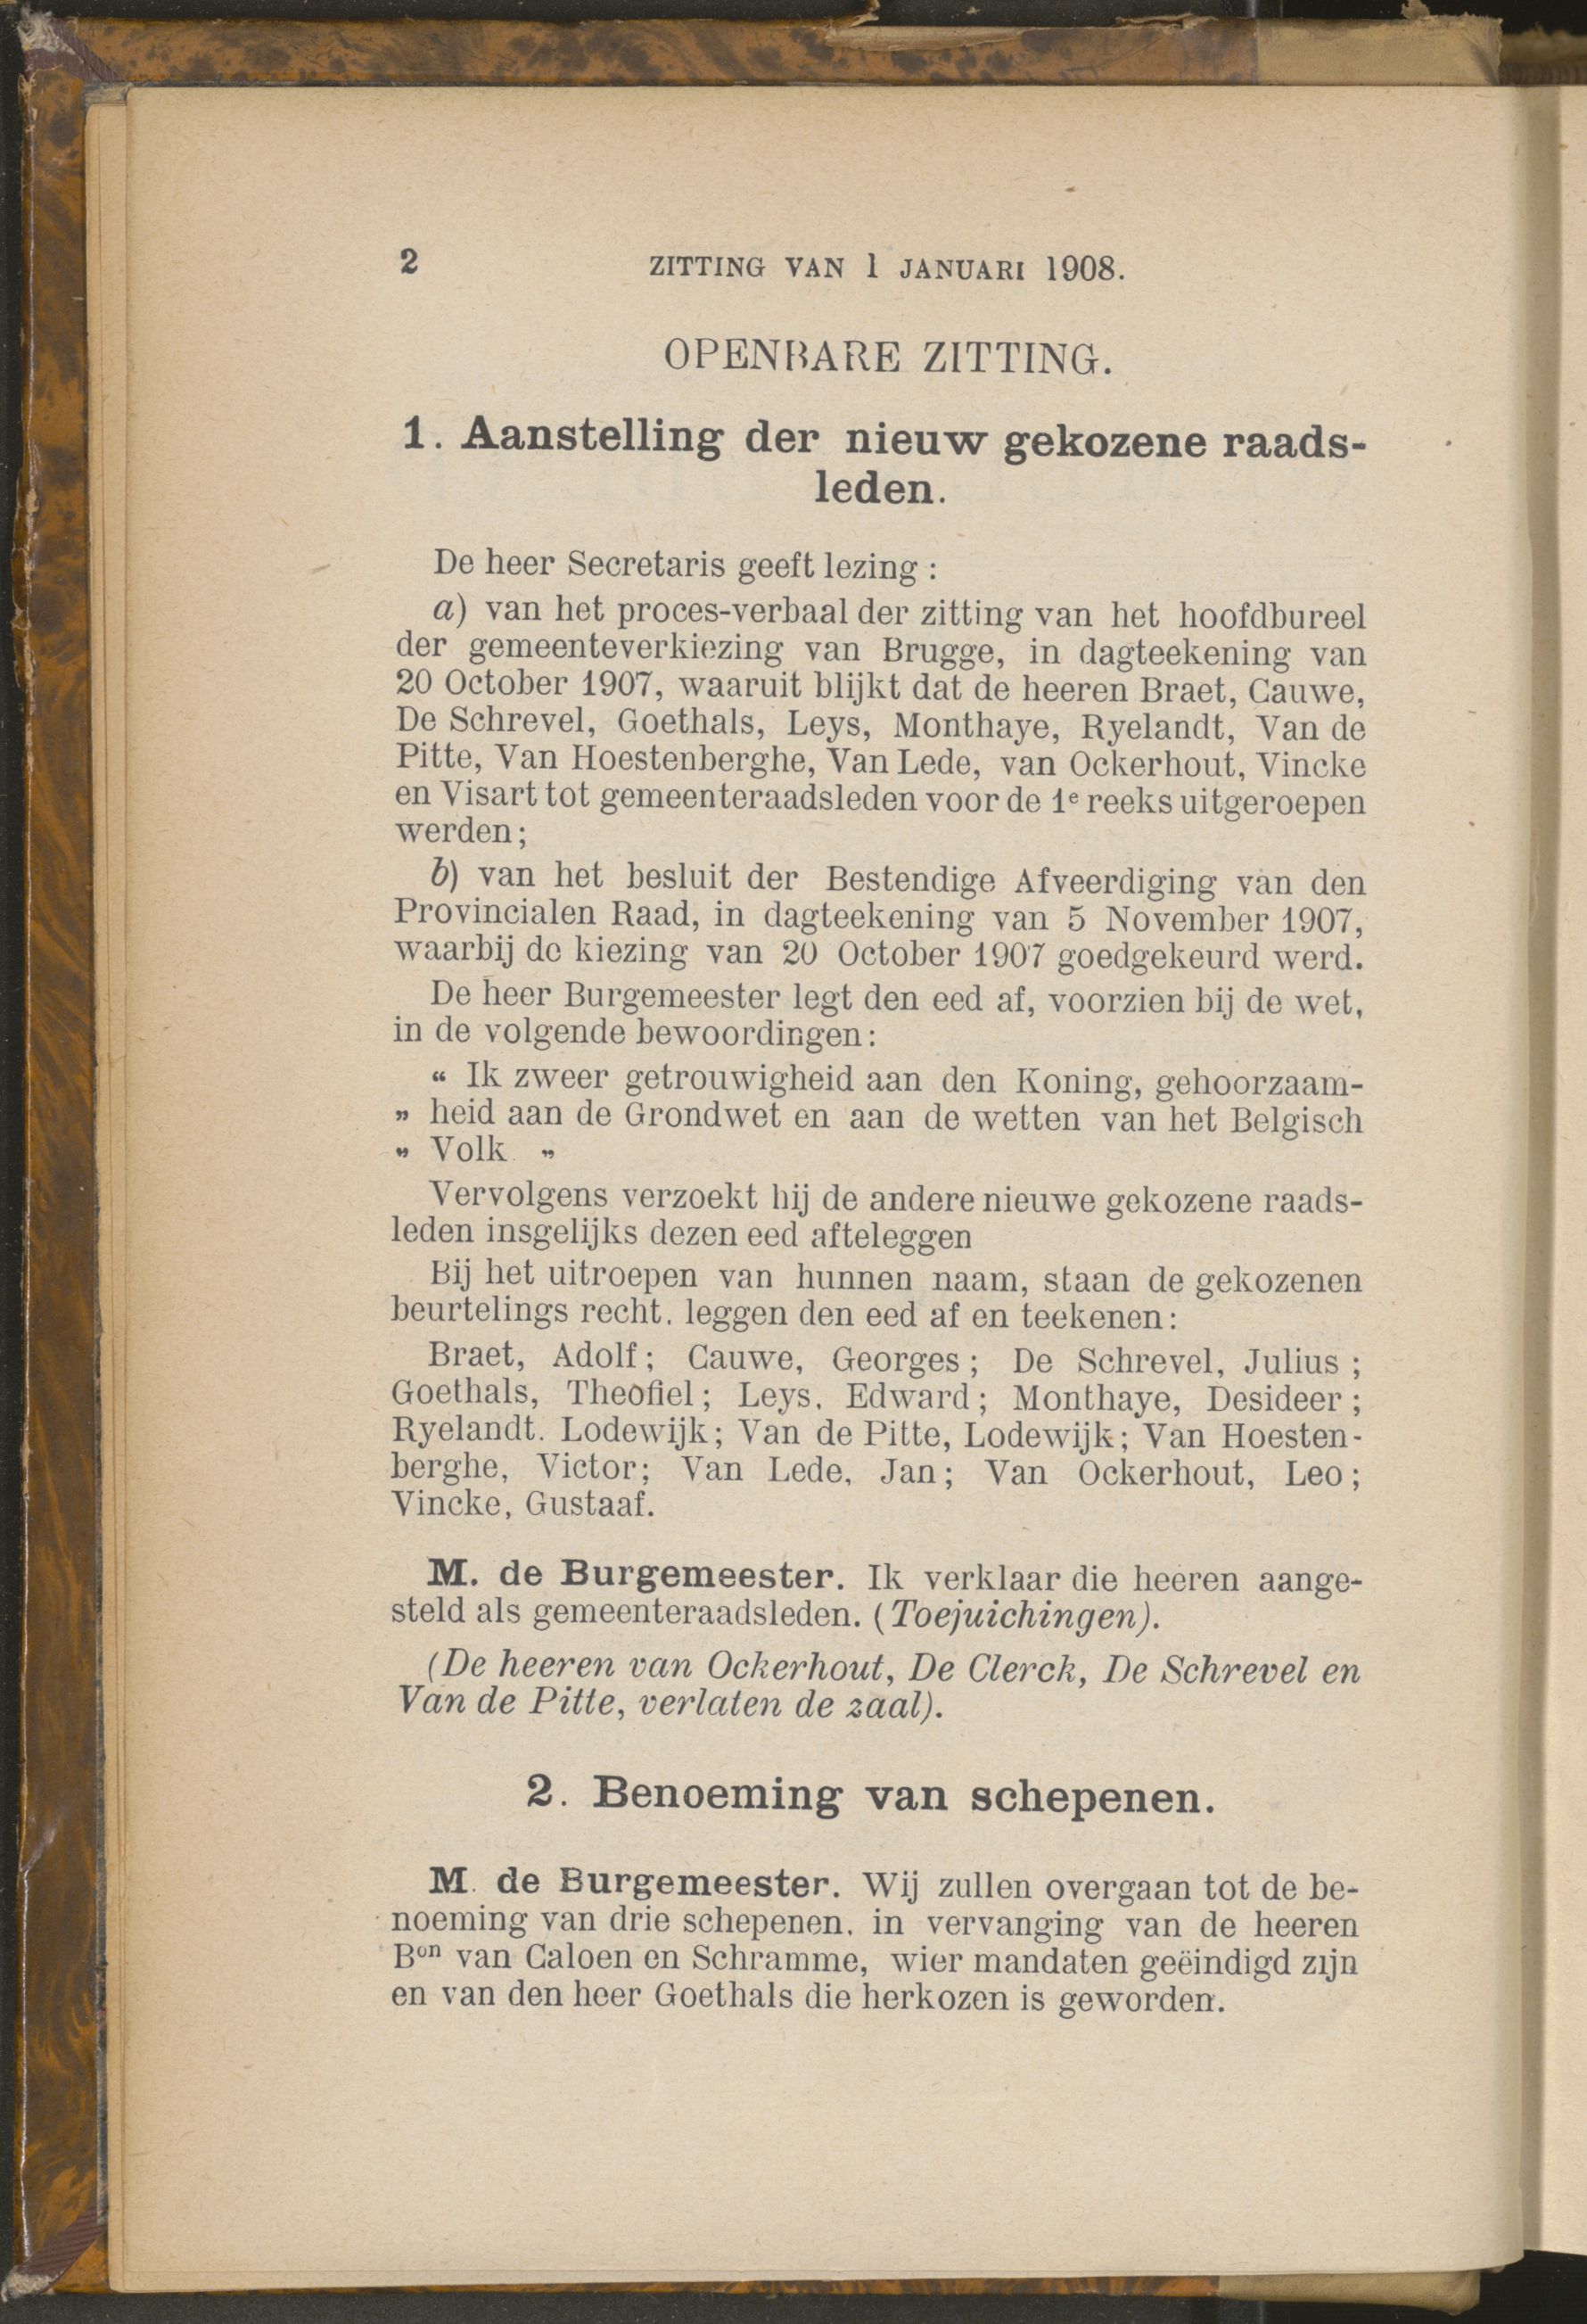 2 ZITTING VAN 1 JANUARI 1908.
OPENBARE ZITTING.
1. Aanstelling der nieuw gekozene raads-
leden.
De heer Secretaris geeft lezing :
a) van het proces-verbaal der zitting van het hoofdbureel
der gemeenteverkiezing van Brugge, in dagteekening van
20 October 1907, waaruit blijkt dat de heeren Braet, Cauwe,
De Schrevel, Goethals, Leys, Monthaye, Ryelandt, Van de
Pitte, Van Hoestenberghe, Van Lede, van Ockerhout, Vincke
en Visart tot gemeenteraadsleden voor de 1e reeks uitgeroepen
werden;
b) van het besluit der Bestendige Afveerdiging van den
Provincialen Raad, in dagteekening van 5 November 1907,
waarbij de kiezing van 20 October 1907 goedgekeurd werd.
De heer Burgemeester legt den eed af, voorzien bij de wet,
in de volgende bewoordingen:
“ Ik zweer getrouwigheid aan den Koning, gehoorzaam-
„ heid aan de Grondwet en aan de wetten van het Belgisch
„ Volk „
Vervolgens verzoekt hij de andere nieuwe gekozene raads-
leden insgelijks dezen eed afteleggen
Bij het uitroepen van hunnen naam, staan de gekozenen
beurtelings recht. leggen den eed af en teekenen:
Braet, Adolf; Cauwe, Georges; De Schrevel, Julius ;
Goethals, Theofiel; Leys. Edward; Monthaye, Desideer ;
Ryelandt. Lodewijk; Van de Pitte, Lodewijk; Van Hoesten-
berghe, Victor; Van Lede, Jan; Van Ockerhout, Leo;
Vincke, Gustaaf.
M. de Burgemeester. Ik verklaar die heeren aange-
steld als gemeenteraadsleden. (Toejuichingen).
(De heeren van Ockerhout, De Clerck, De Schrevel en
Van de Pitte, verlaten de zaal).
2. Benoeming van schepenen.
M. de Burgemeester. Wij zullen overgaan tot de be-
noeming van drie schepenen. in vervanging van de heeren
Bon van Caloen en Schramme, wier mandaten geëindigd zijn
en van den heer Goethals die herkozen is geworden.